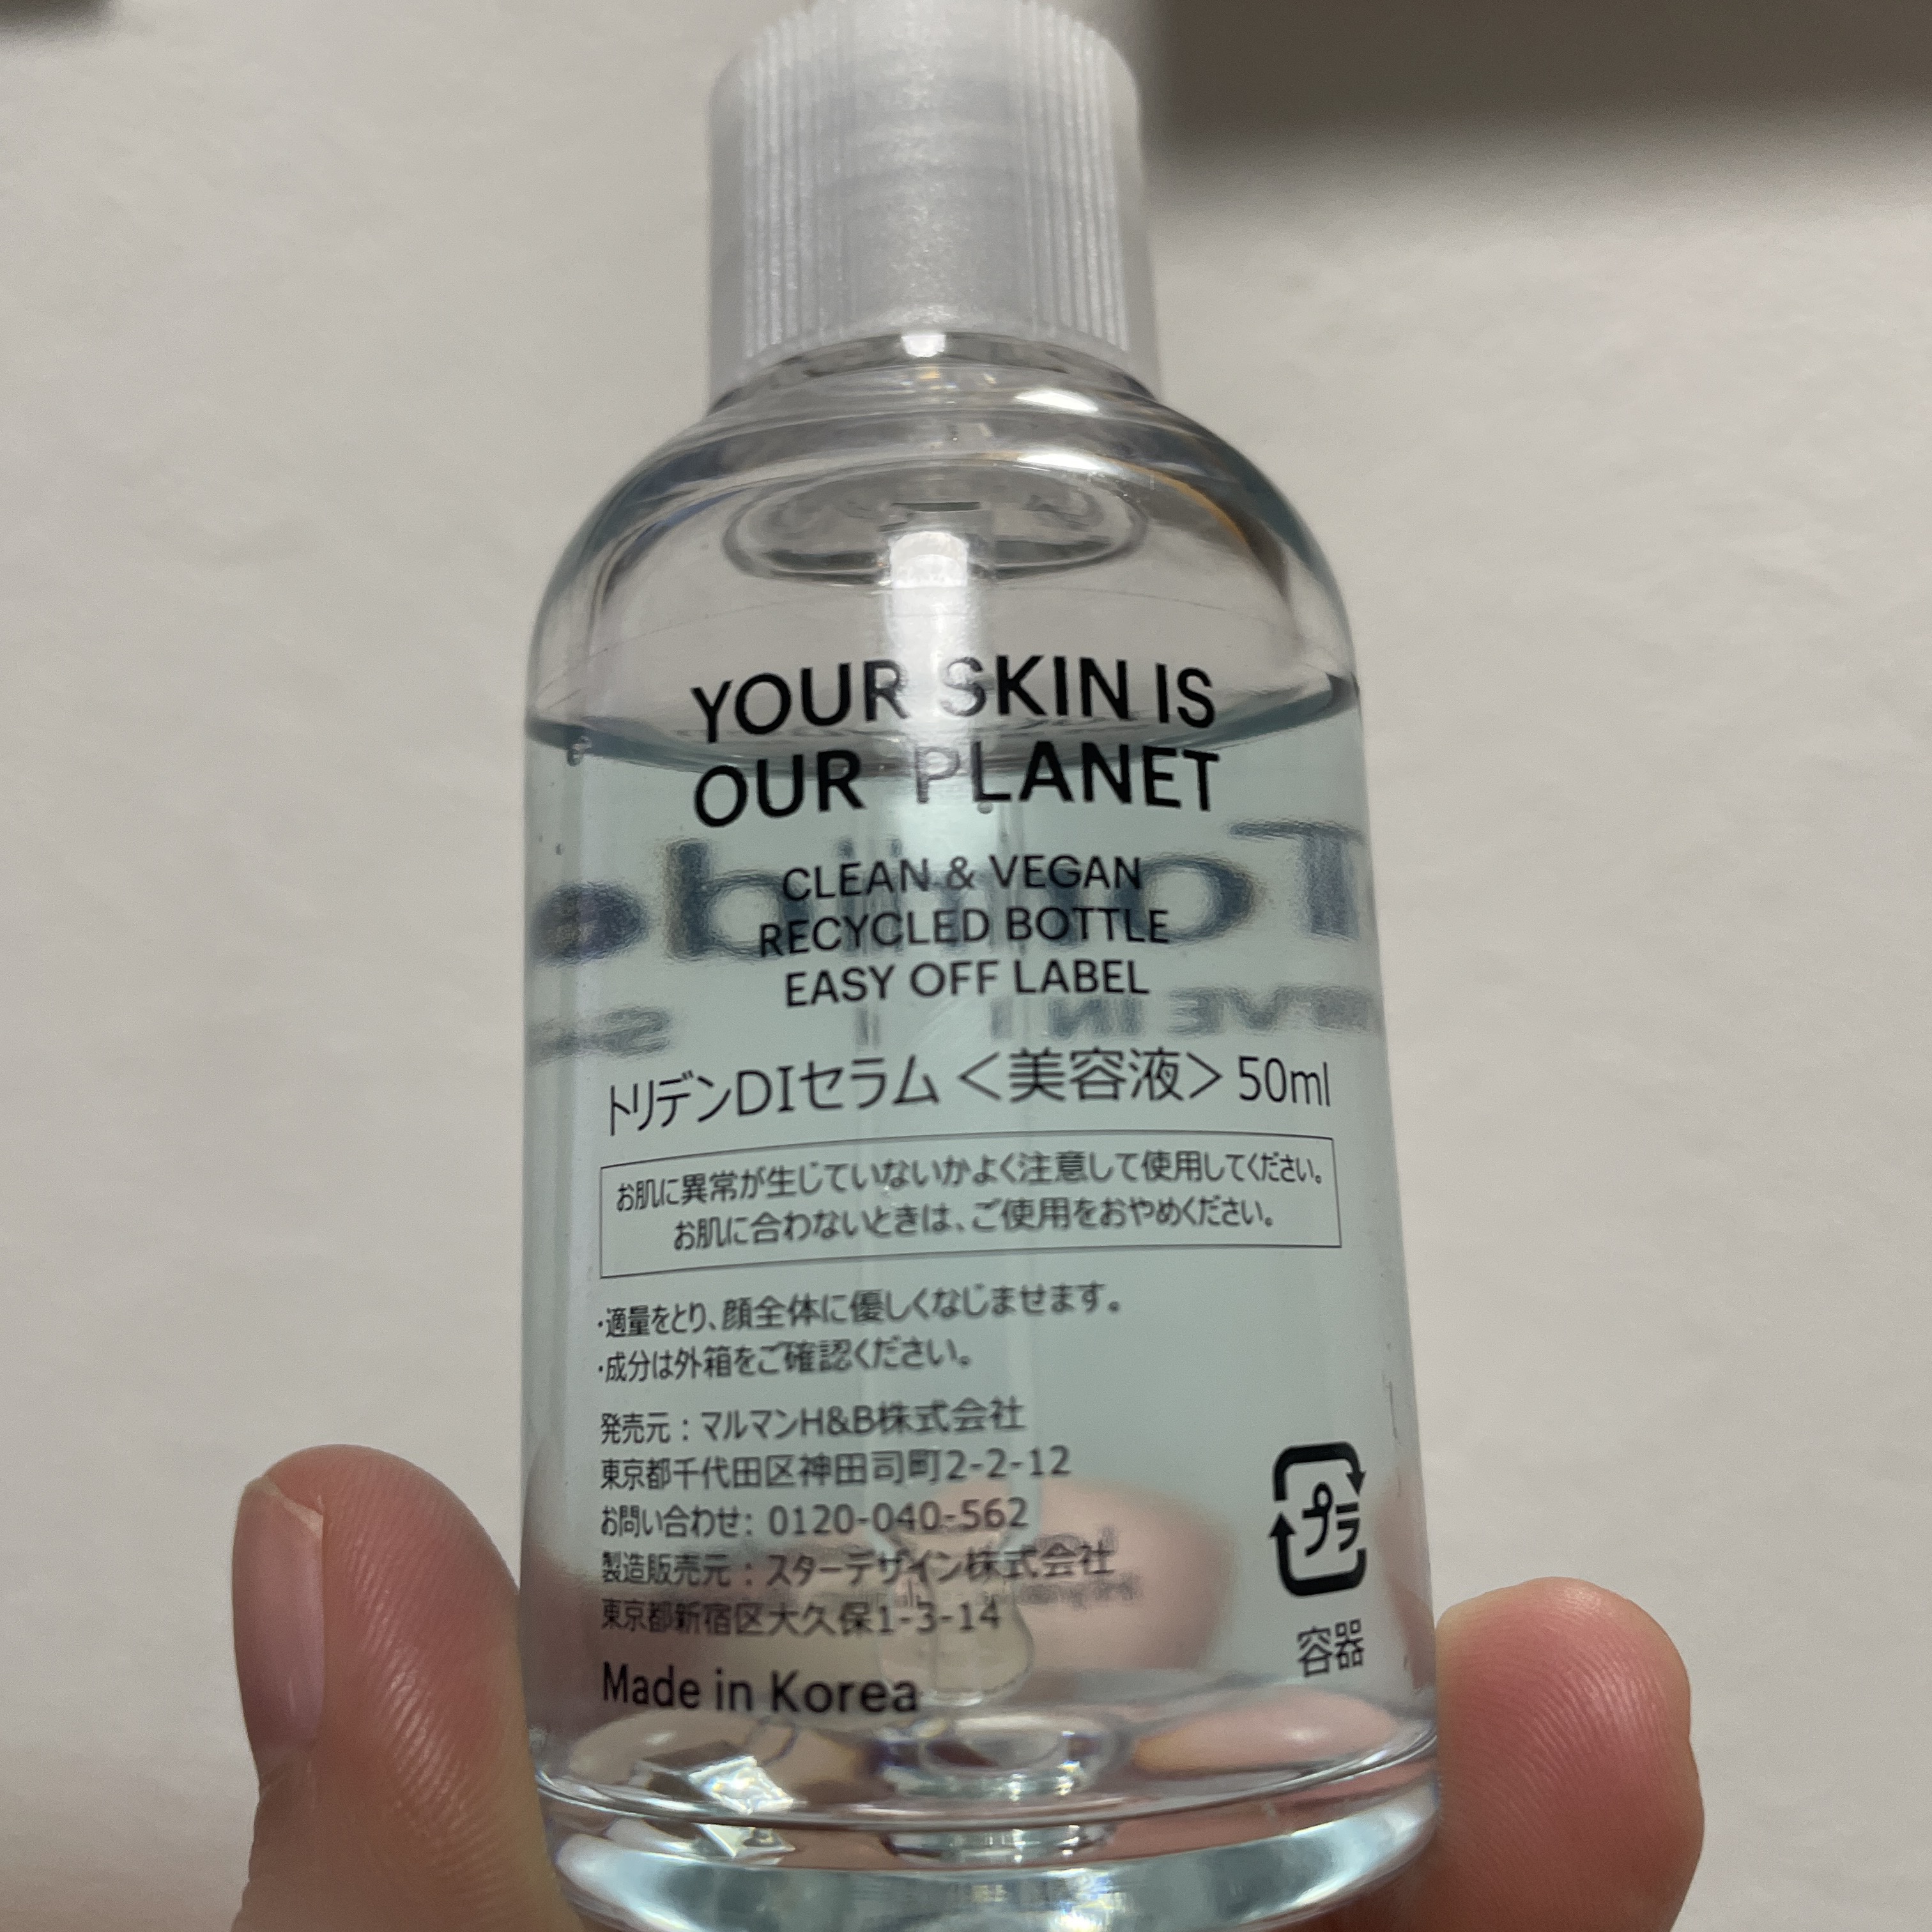 YOUR SKIN IS
OUR PLANET
CLEAN & VEGAN
RECYCLED BOTTLE
EASY OFF LABEL
トリデンDIセラム＜美容液＞50ml
お肌に異常が生じていないかよく注意して使用してください。
お肌に合わないときは、ご使用をおやめください。
・適量をとり、顔全体に優しくなじませます。
・成分は外箱をご確認ください。
発売元：マルマンH&B株式会社
東京都千代田区神田司町2-2-12
お問い合わせ: 0120-040-562
製造販売元：スターデザイン株式会社
東京都新宿区大久保1-3-14
Made in Korea
プラ
容器